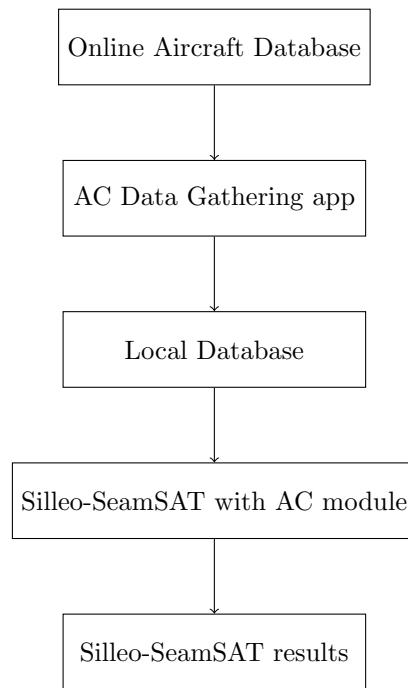 Online Aircraft Database
AC Data Gathering app
Local Database
Silleo-SeamSAT with AC module
Silleo-SeamSAT results